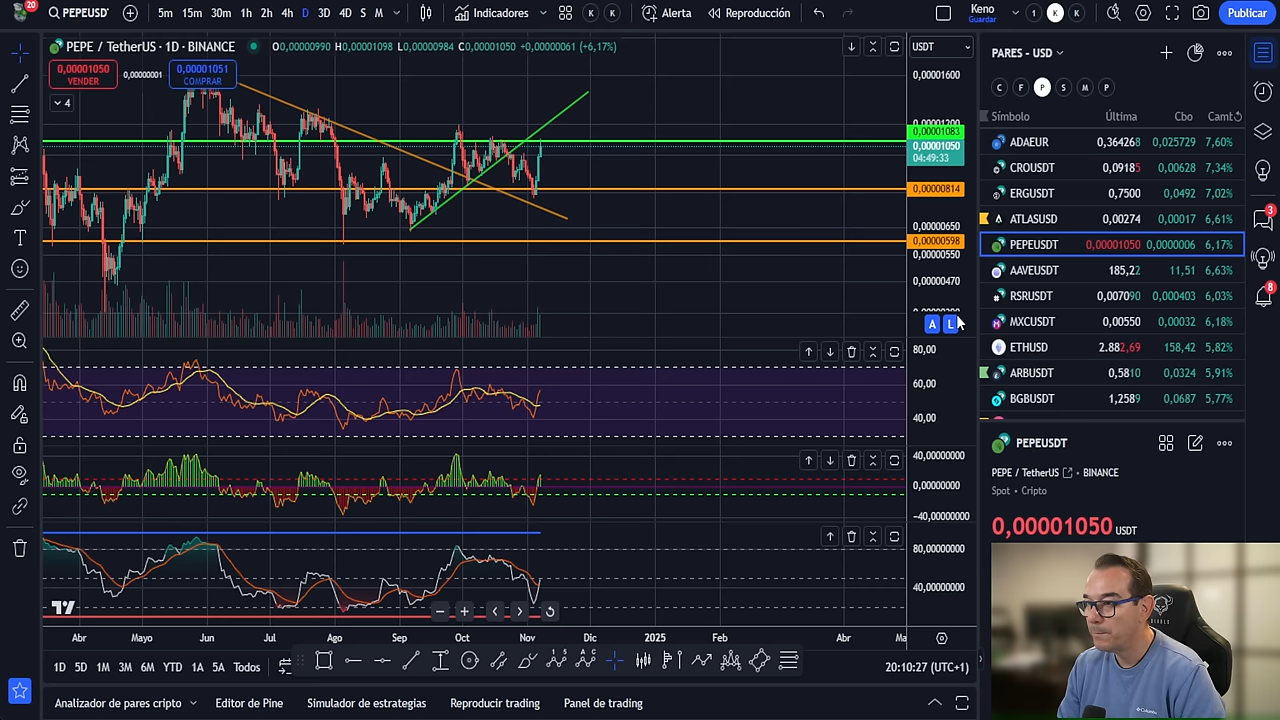 20
PEPEUSDT
5m 15m 30m 1h 2h 4h D 3D 4D S M
Indicadores
K K
Alerta
Reproducción
Keno
Guardar
1 K K
Publicar
PEPE / TetherUS · 1D · BINANCE
O0,00000990 H0,00001098 L0,00000984 C0,00001050 +0,00000061 (+6,17%)
0,00001050
VENDER
0,00000001
0,00001051
COMPRAR
4
USDT
0,00001600
0,00001200
0,00001083
0,00001050
04:49:33
0,00000814
0,00000650
0,00000598
0,00000550
0,00000470
A L
80,00
60,00
40,00
40,00000000
0,00000000
−40,00000000
80,00000000
40,00000000
Abr Mayo Jun Jul Ago Sep Oct Nov Dic 2025 Feb Abr
1D 5D 1M 3M 6M YTD 1A 5A Todos
20:10:27 (UTC+1)
Analizador de pares cripto
Editor de Pine
Simulador de estrategias
Reproducir trading
Panel de trading
PARES - USD
C F P S M P
Símbolo Última Cbo Camt
ADAEUR 0,364268 0,025729 7,60%
CROUSDT 0,09185 0,00628 7,34%
ERGUSDT 0,7500 0,0492 7,02%
ATLASUSD 0,00274 0,00017 6,61%
PEPEUSDT 0,00001050 0,0000006 6,17%
AAVEUSDT 185,22 11,51 6,63%
RSRUSDT 0,007090 0,000403 6,03%
MXCUSDT 0,00550 0,00032 6,18%
ETHUSD 2.882,69 158,42 5,82%
ARBUSDT 0,5810 0,0324 5,91%
BGBUSDT 1,2589 0,0687 5,77%
3
8
PEPEUSDT
PEPE / TetherUS · BINANCE
Spot · Cripto
0,00001050 USDT